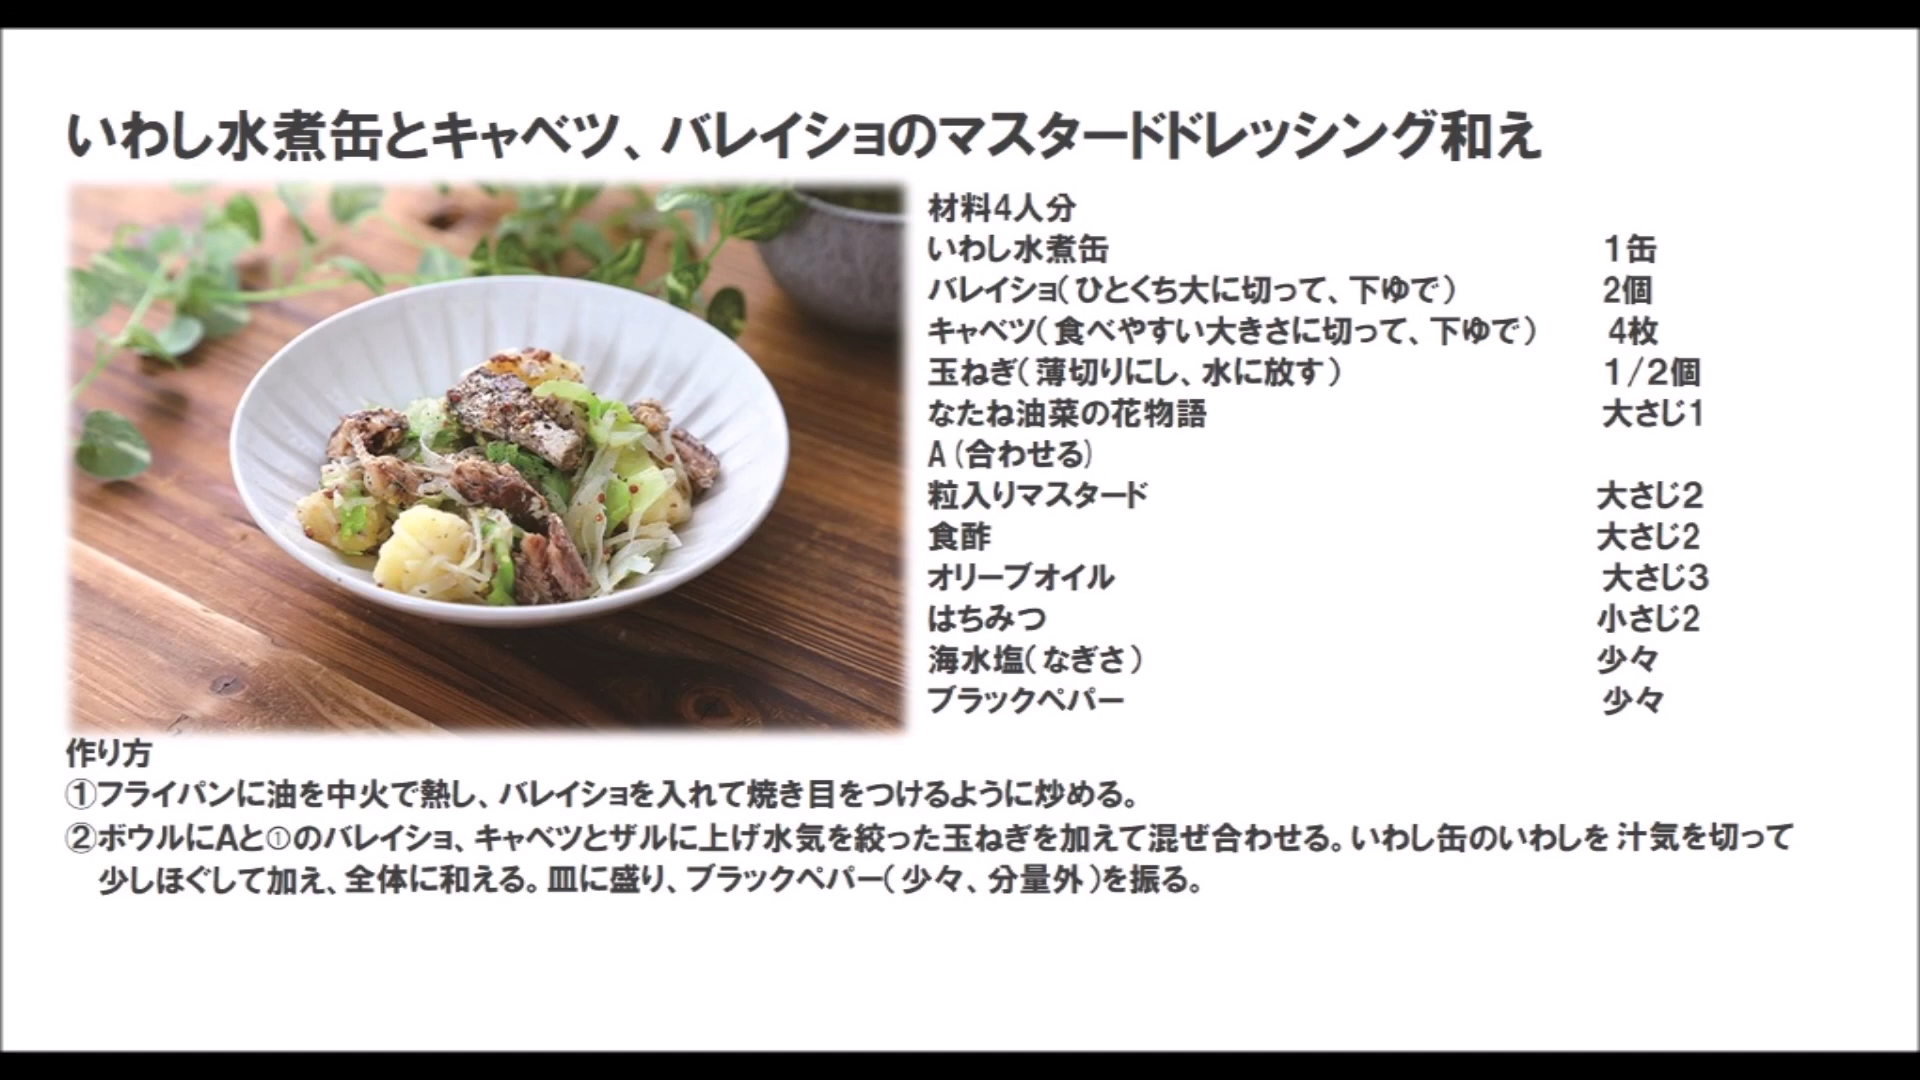 いわし水煮缶とキャベツ、バレイショのマスタードドレッシング和え
材料4人分
いわし水煮缶 1缶
バレイショ(ひとくち大に切って、下ゆで) 2個
キャベツ(食べやすい大きさに切って、下ゆで) 4枚
玉ねぎ(薄切りにし、水に放す) 1/2個
なたね油菜の花物語 大さじ1
A(合わせる)
粒入りマスタード 大さじ2
食酢 大さじ2
オリーブオイル 大さじ3
はちみつ 小さじ2
海水塩(なぎさ) 少々
ブラックペパー 少々
作り方
①フライパンに油を中火で熱し、バレイショを入れて焼き目をつけるように炒める。
②ボウルにAと①のバレイショ、キャベツとザルに上げ水気を絞った玉ねぎを加えて混ぜ合わせる。いわし缶のいわしを汁気を切って
少しほぐして加え、全体に和える。皿に盛り、ブラックペパー(少々、分量外)を振る。